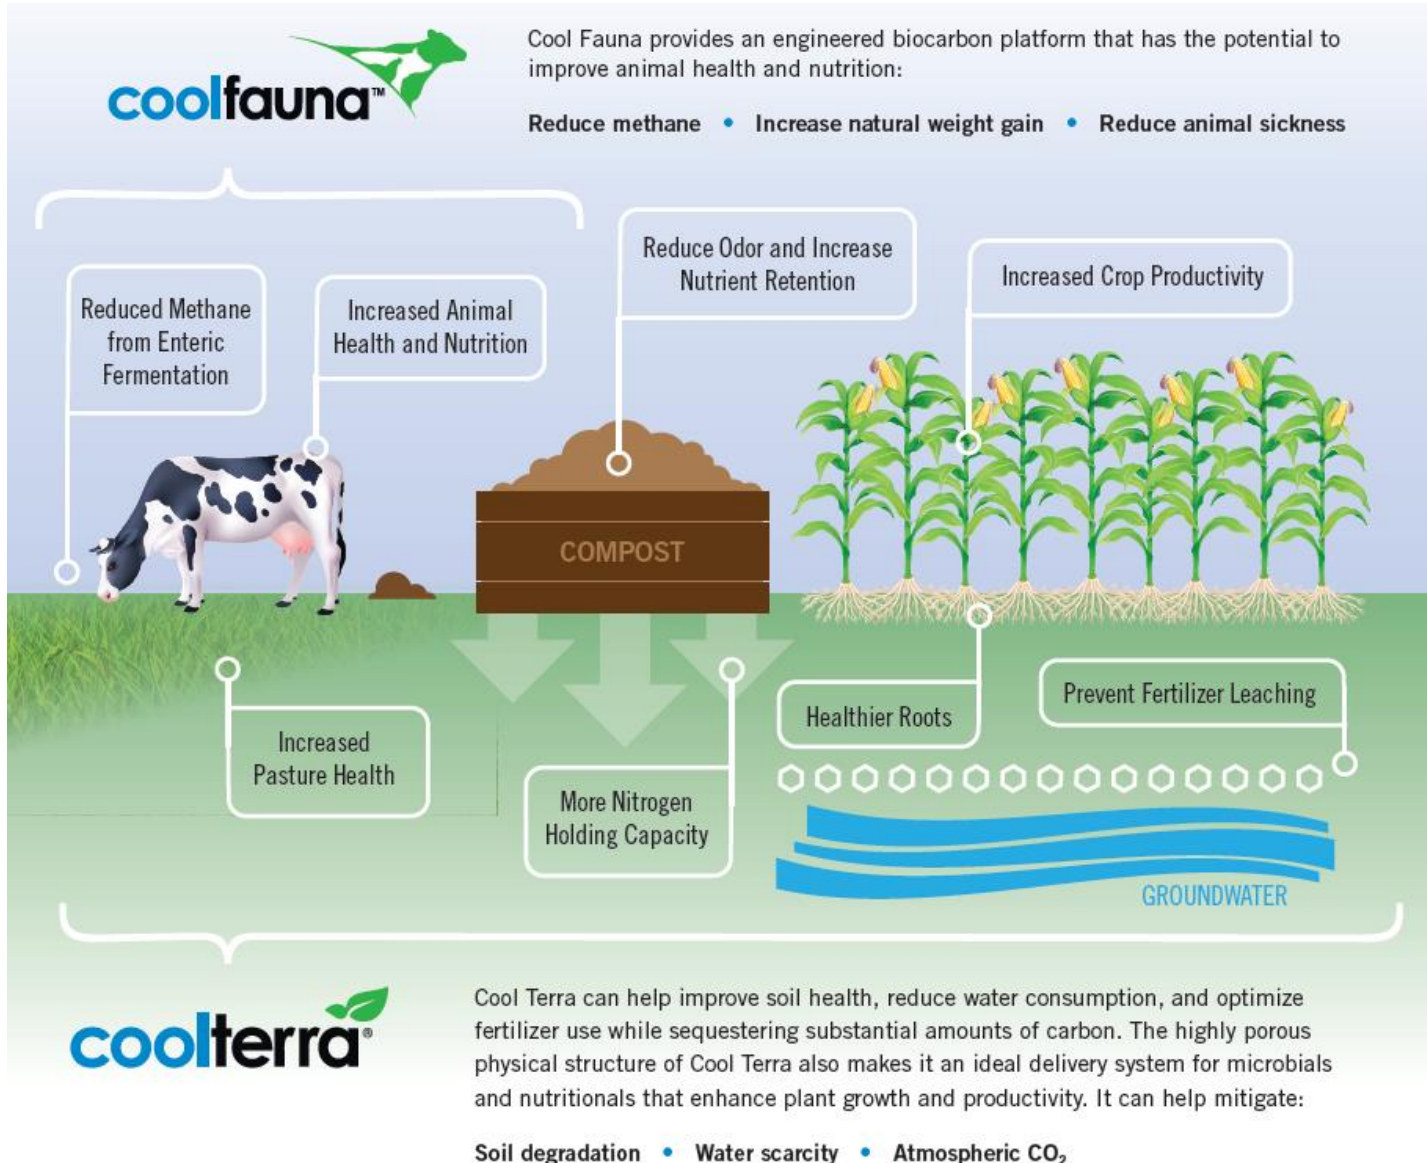 coolfauna™
Cool Fauna provides an engineered biocarbon platform that has the potential to
improve animal health and nutrition:
Reduce methane • Increase natural weight gain • Reduce animal sickness
Reduced Methane
from Enteric
Fermentation
Increased Animal
Health and Nutrition
Reduce Odor and Increase
Nutrient Retention
Increased Crop Productivity
COMPOST
Increased
Pasture Health
More Nitrogen
Holding Capacity
Healthier Roots
Prevent Fertilizer Leaching
GROUNDWATER
coolterra®
Cool Terra can help improve soil health, reduce water consumption, and optimize
fertilizer use while sequestering substantial amounts of carbon. The highly porous
physical structure of Cool Terra also makes it an ideal delivery system for microbials
and nutritionals that enhance plant growth and productivity. It can help mitigate:
Soil degradation • Water scarcity • Atmospheric CO₂